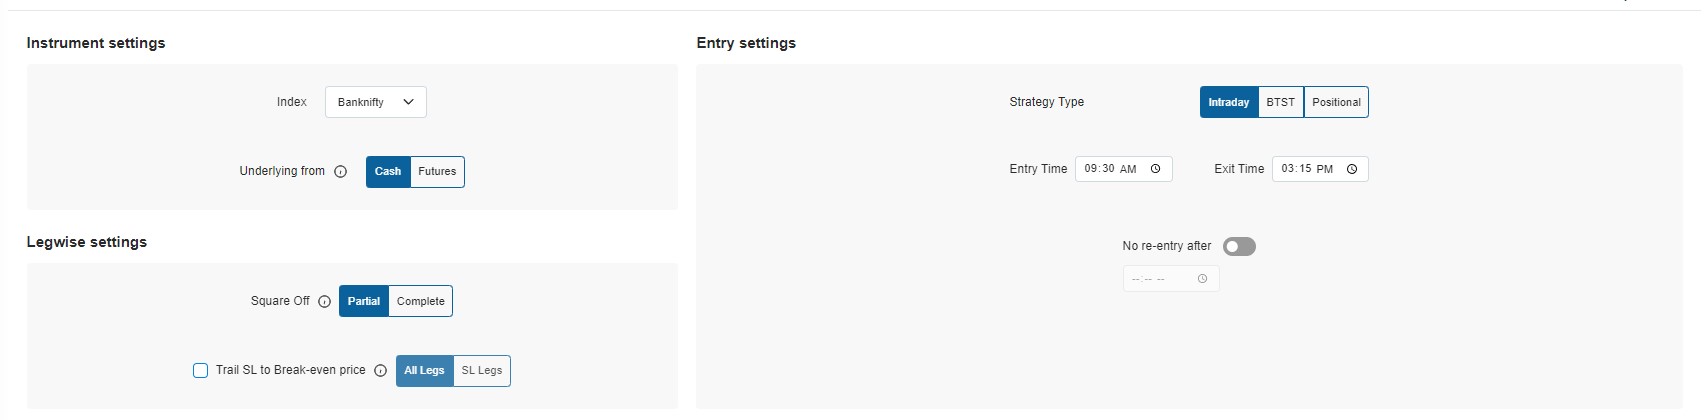 Instrument settings
Index Banknifty
Underlying from Cash Futures
Legwise settings
Square Off Partial Complete
Trail SL to Break-even price All Legs SL Legs
Entry settings
Strategy Type Intraday BTST Positional
Entry Time 09:30 AM Exit Time 03:15 PM
No re-entry after
--:-- --